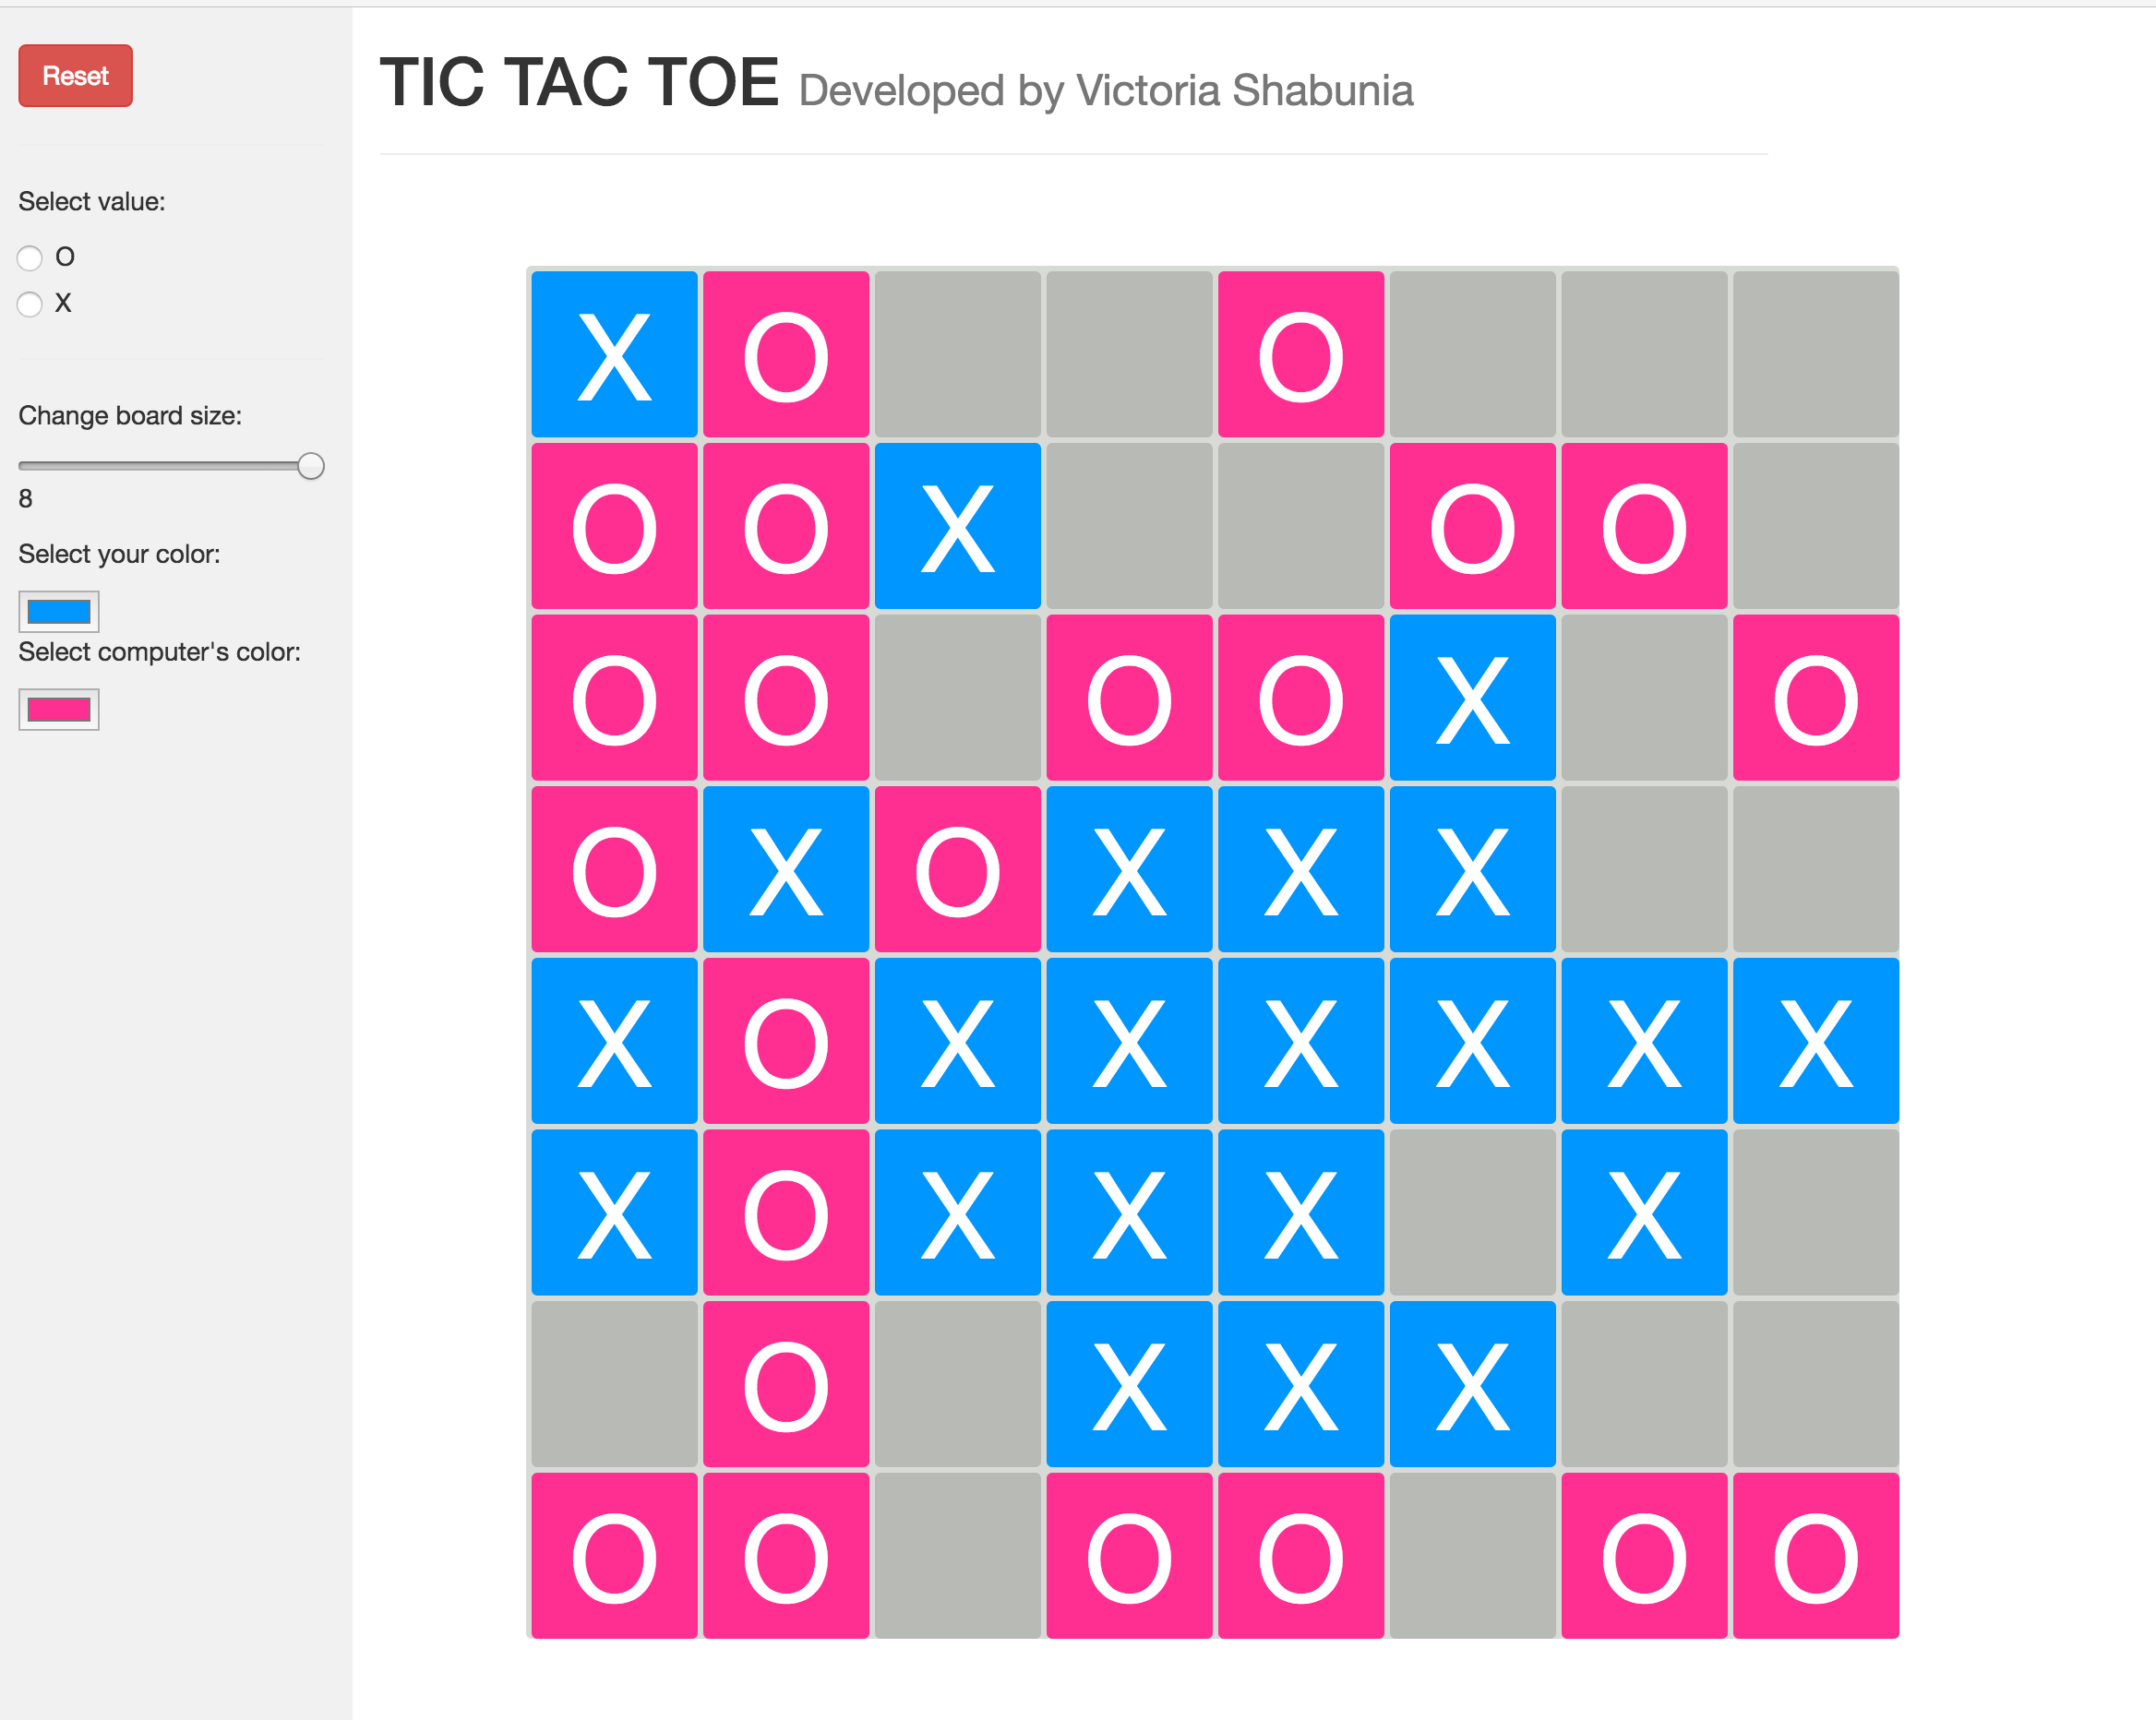 Reset
TIC TAC TOE Developed by Victoria Shabunia
Select value:
O
X
Change board size:
8
Select your color:
Select computer's color:
X O O
O O X O O
O O O O X O
O X O X X X
X O X X X X X X
X O X X X X
O X X X
O O O O O O